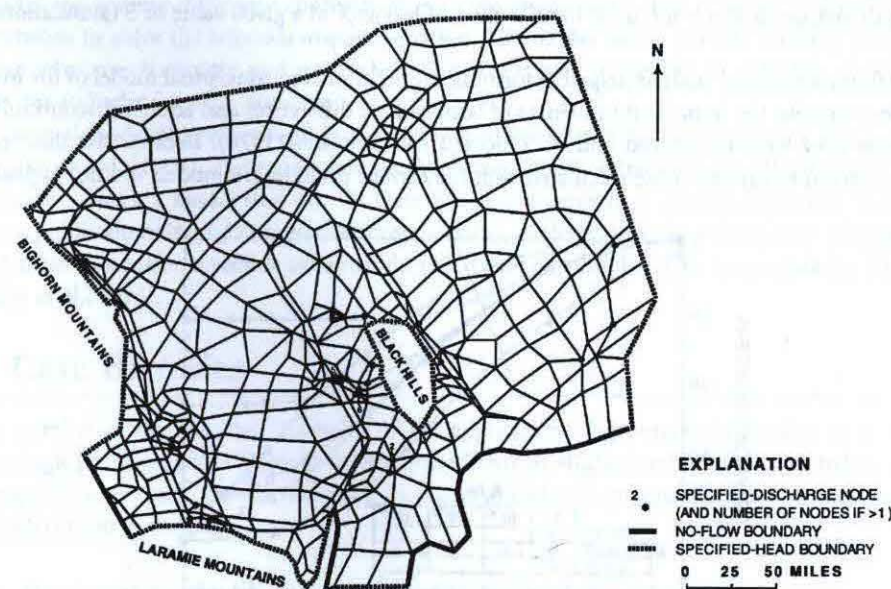 N
BIGHORN MOUNTAINS
BLACK HILLS
LARAMIE MOUNTAINS
EXPLANATION
2 SPECIFIED-DISCHARGE NODE
(AND NUMBER OF NODES IF >1)
NO-FLOW BOUNDARY
SPECIFIED-HEAD BOUNDARY
0 25 50 MILES